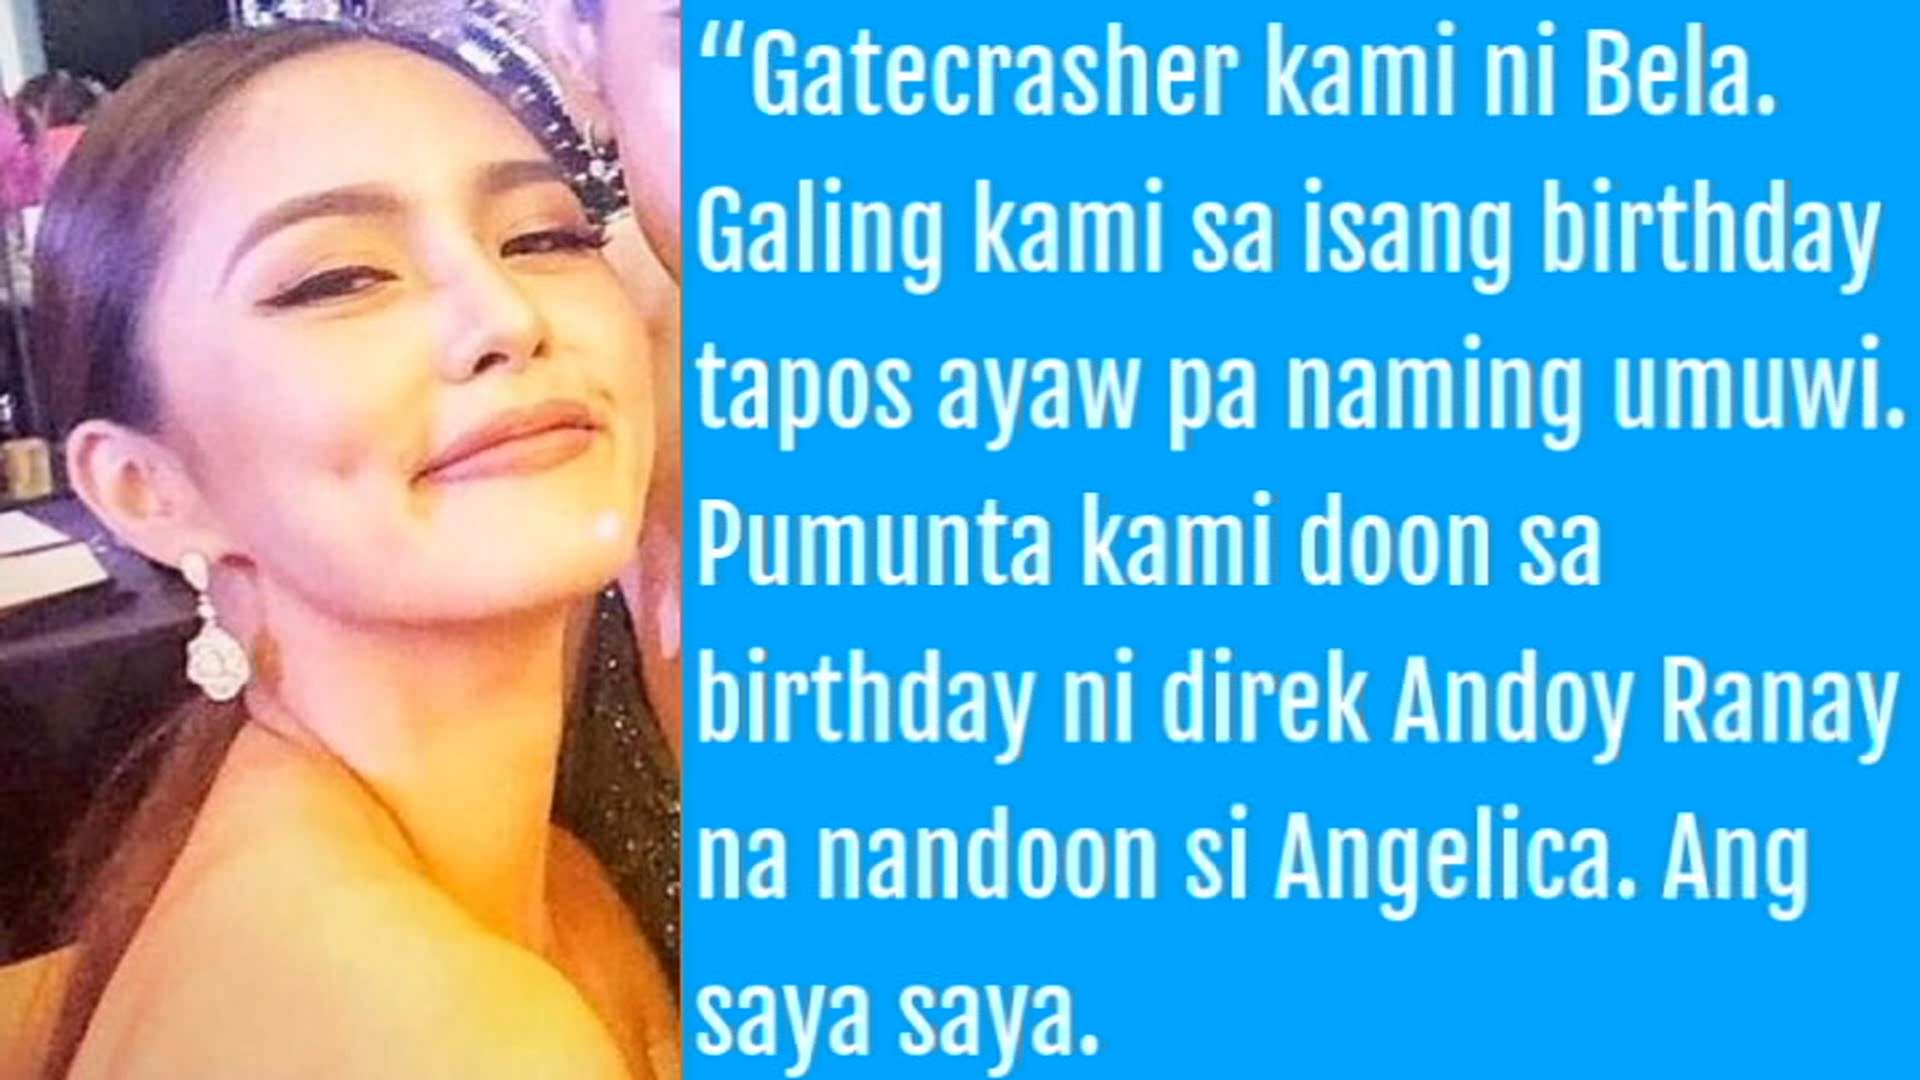 “Gatecrasher kami ni Bela.
Galing kami sa isang birthday
tapos ayaw pa naming umuwi.
Pumunta kami doon sa
birthday ni direk Andoy Ranay
na nandoon si Angelica. Ang
saya saya.